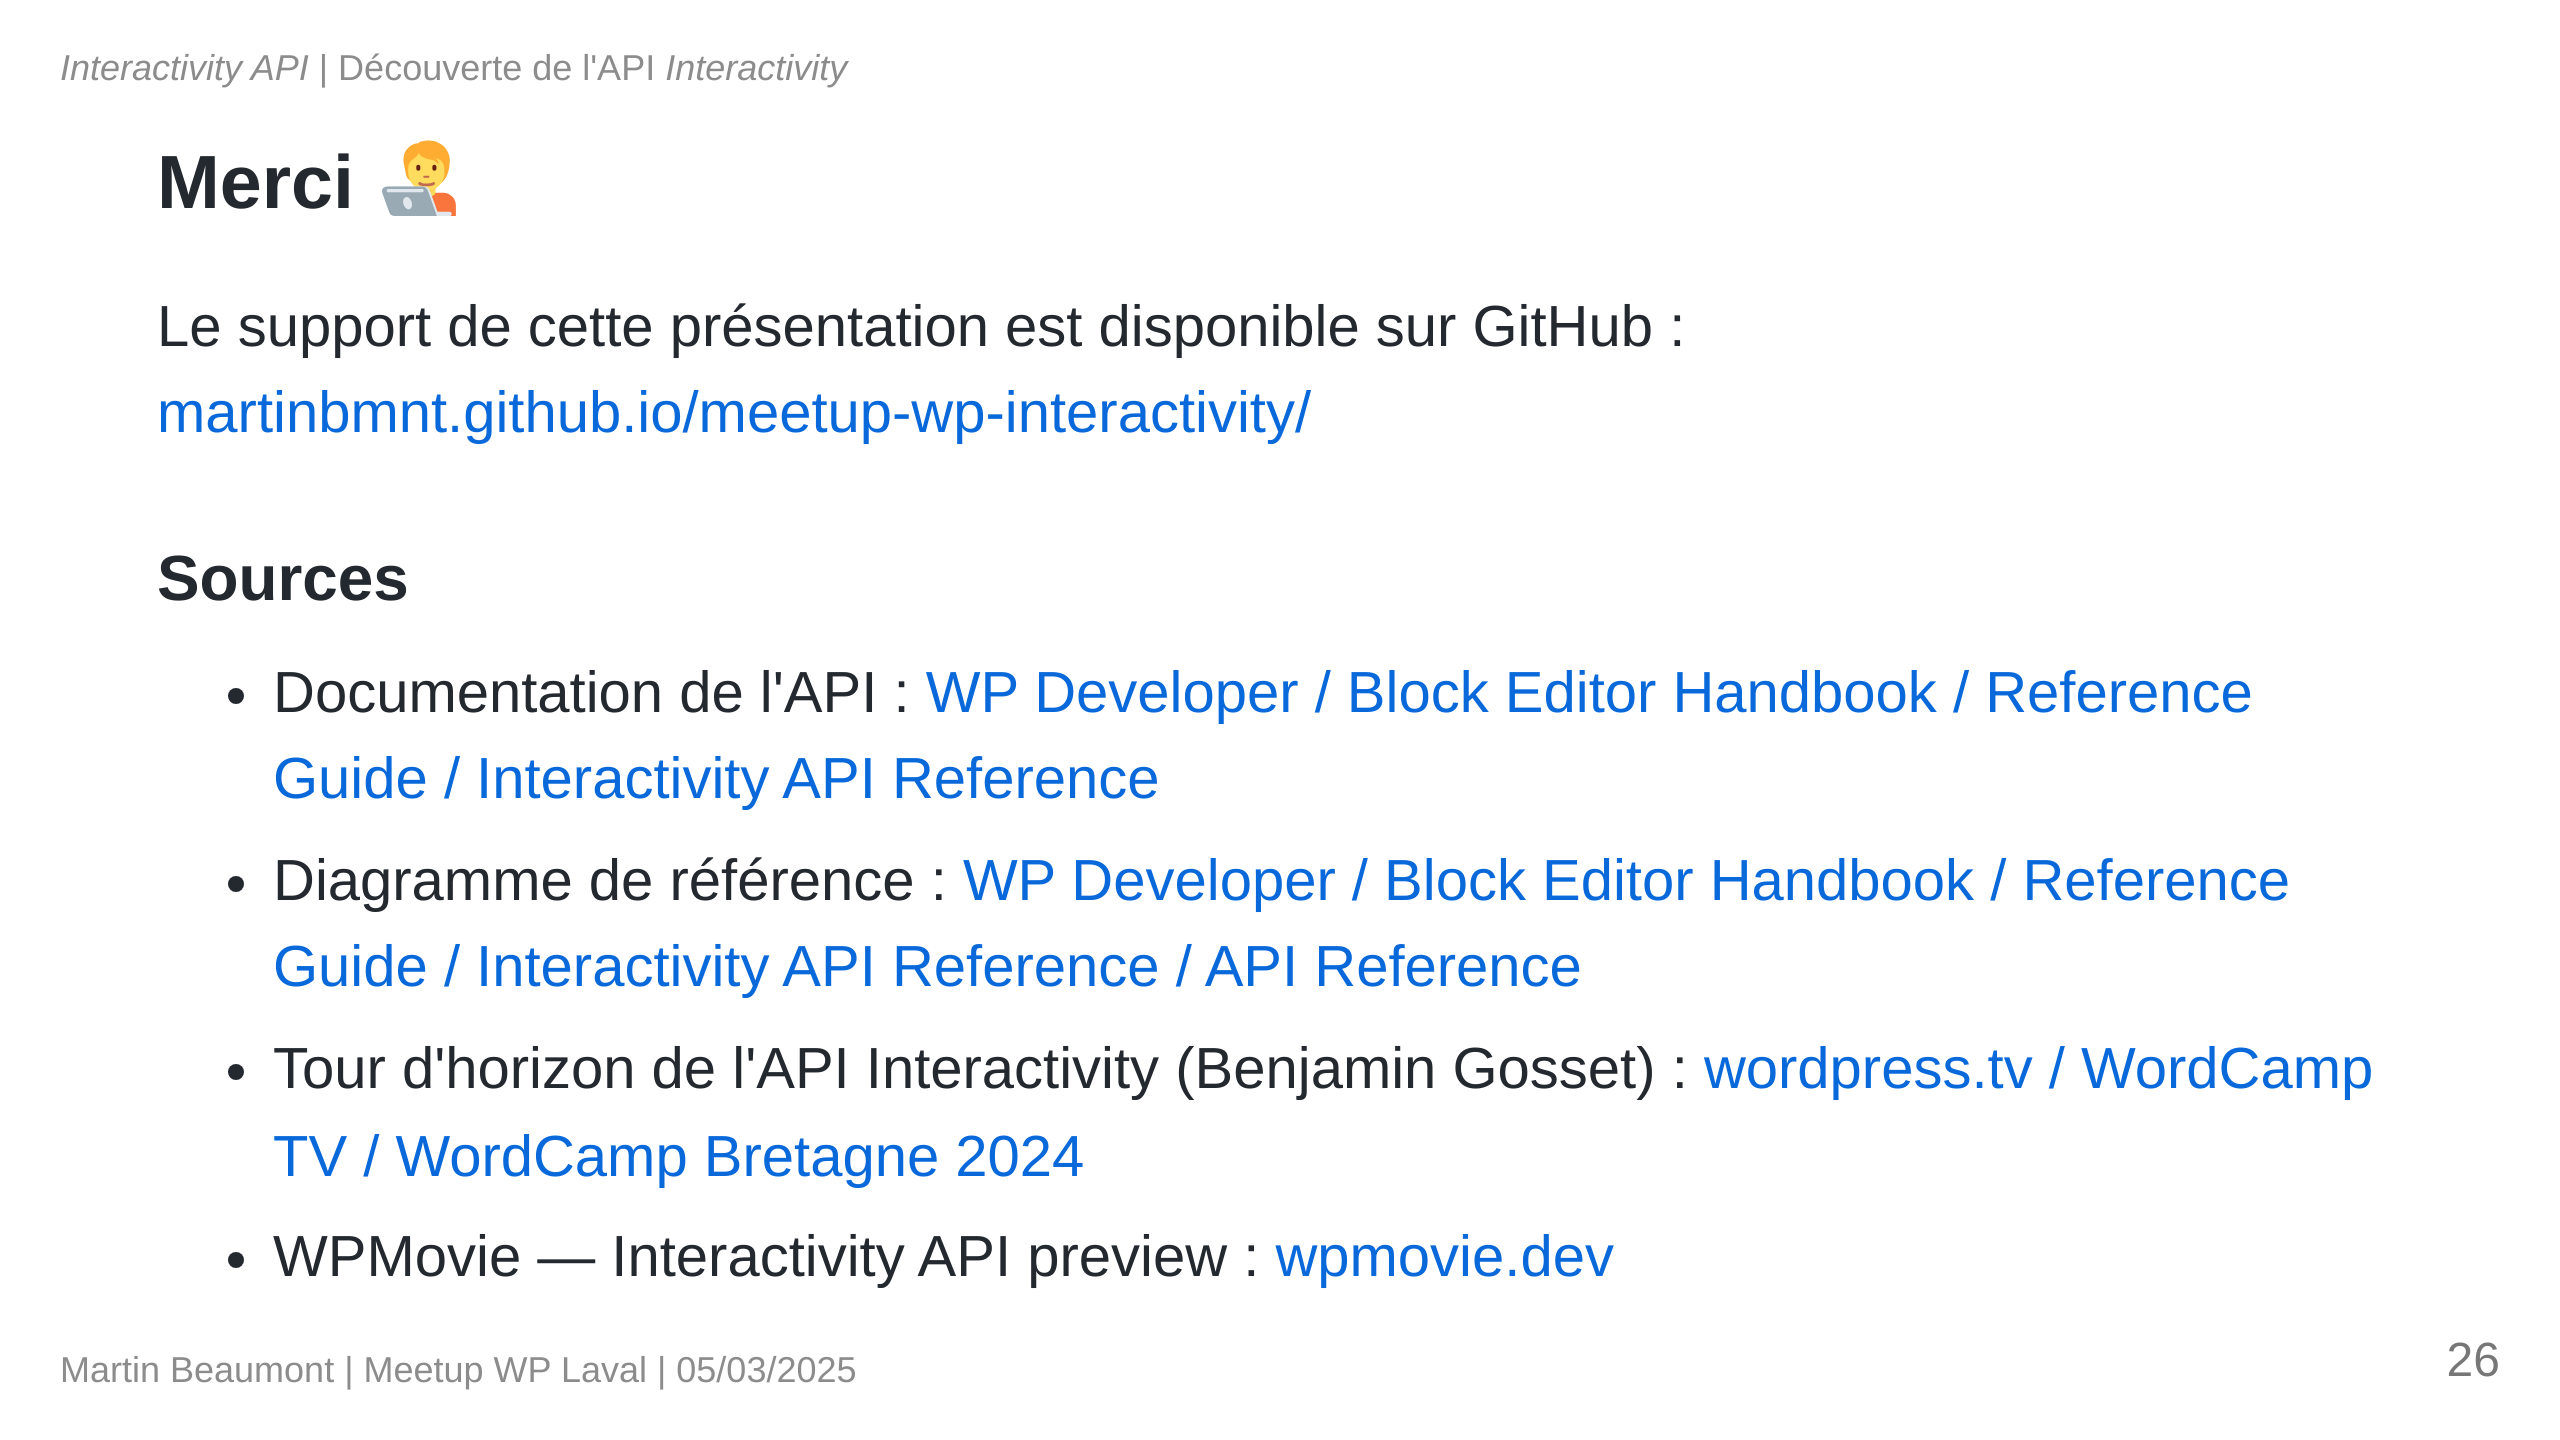 Interactivity API | Découverte de l'API Interactivity
Merci
Le support de cette présentation est disponible sur GitHub :
martinbmnt.github.io/meetup-wp-interactivity/
Sources
• Documentation de l'API : WP Developer / Block Editor Handbook / Reference
Guide / Interactivity API Reference
• Diagramme de référence : WP Developer / Block Editor Handbook / Reference
Guide / Interactivity API Reference / API Reference
• Tour d'horizon de l'API Interactivity (Benjamin Gosset) : wordpress.tv / WordCamp
TV / WordCamp Bretagne 2024
• WPMovie — Interactivity API preview : wpmovie.dev
Martin Beaumont | Meetup WP Laval | 05/03/2025
26